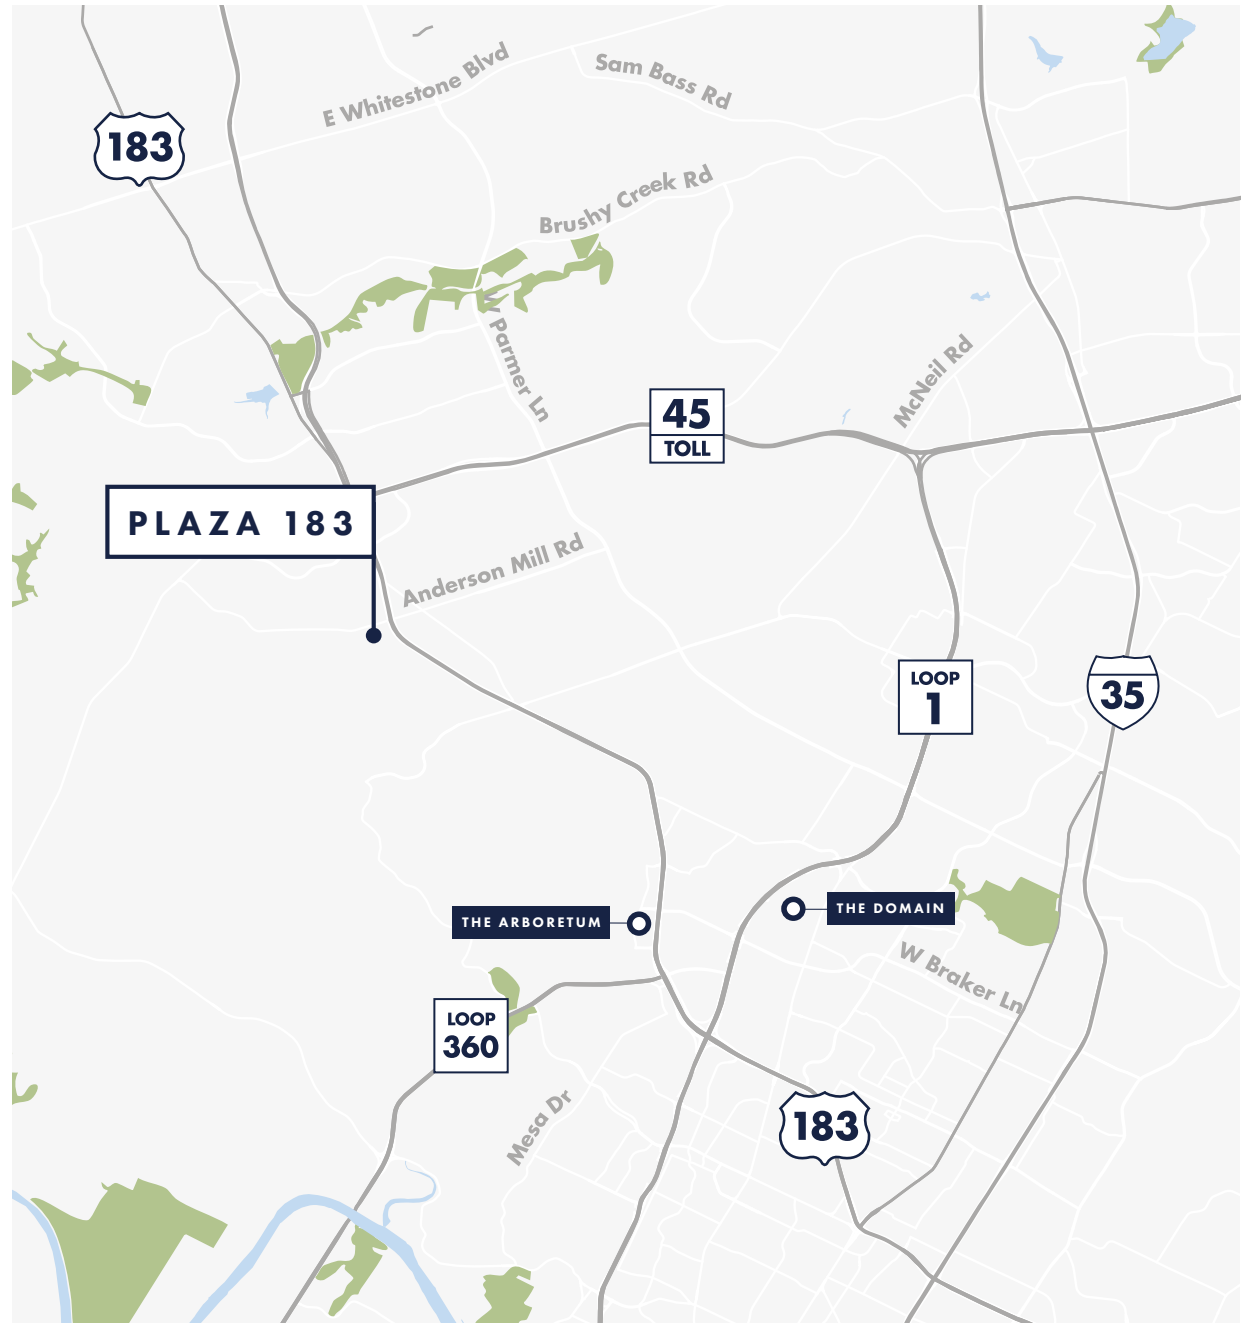 E Whitestone Blvd
Sam Bass Rd
183
Brushy Creek Rd
W Parmer Ln
McNeil Rd
45
TOLL
PLAZA 183
Anderson Mill Rd
LOOP
1
35
THE ARBORETUM
THE DOMAIN
W Braker Ln
LOOP
360
Mesa Dr
183